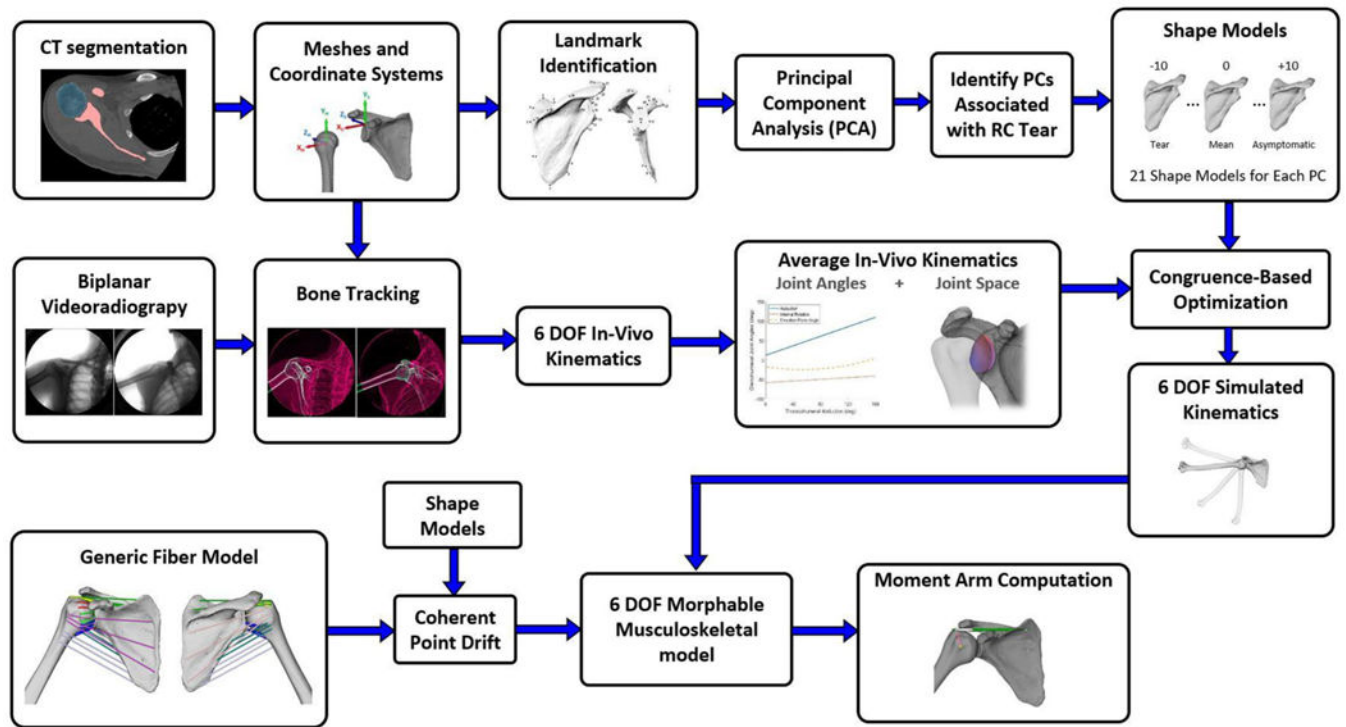 CT segmentation
Meshes and
Coordinate Systems
Landmark
Identification
Principal
Component
Analysis (PCA)
Identify PCs
Associated
with RC Tear
Shape Models
-10 0 +10
... ...
Tear Mean Asymptomatic
21 Shape Models for Each PC
Biplanar
Videoradiograpy
Bone Tracking
6 DOF In-Vivo
Kinematics
Average In-Vivo Kinematics
Joint Angles + Joint Space
Congruence-Based
Optimization
6 DOF Simulated
Kinematics
Shape
Models
Generic Fiber Model
Coherent
Point Drift
6 DOF Morphable
Musculoskeletal
model
Moment Arm Computation